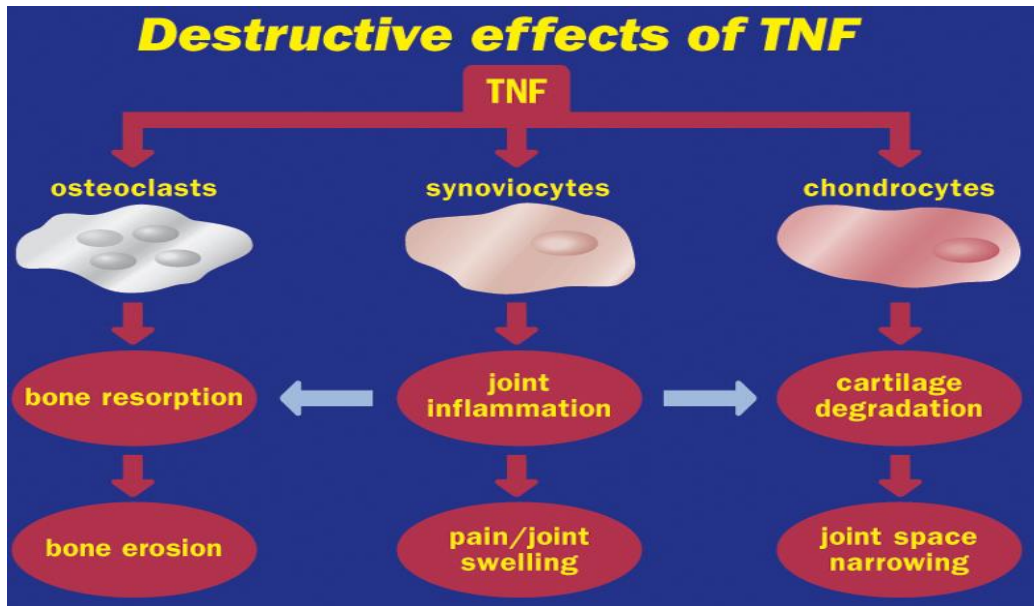 Destructive effects of TNF
TNF
osteoclasts
synoviocytes
chondrocytes
bone resorption
joint
inflammation
cartilage
degradation
bone erosion
pain/joint
swelling
joint space
narrowing